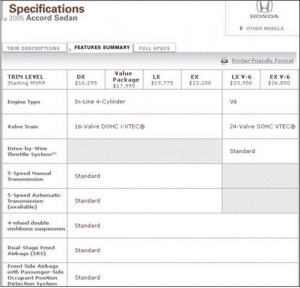 Specifications
2005 Accord Sedan
HONDA
OTHER MODELS
TRIM DESCRIPTIONS
FEATURES SUMMARY
FULL SPECS
Printer-Friendly Format
TRIM LEVEL DX Value Package LX EX LX V-6 EX V-6
Starting MSRP $16,295 $17,995 $19,775 $22,200 $23,950 $26,850
Engine Type In-Line 4-Cylinder V6
Valve Train 16-Valve DOHC i-VTEC® 24-Valve SOHC VTEC®
Drive-by-Wire
Throttle System™ Standard
5-Speed Manual
Transmission Standard
5-Speed Automatic
Transmission
(available) Standard
4-wheel double
wishbone suspension Standard
Dual-Stage Front
Airbags (SRS) Standard
Front Side Airbags
with Passenger-Side
Occupant Position
Detection System Standard